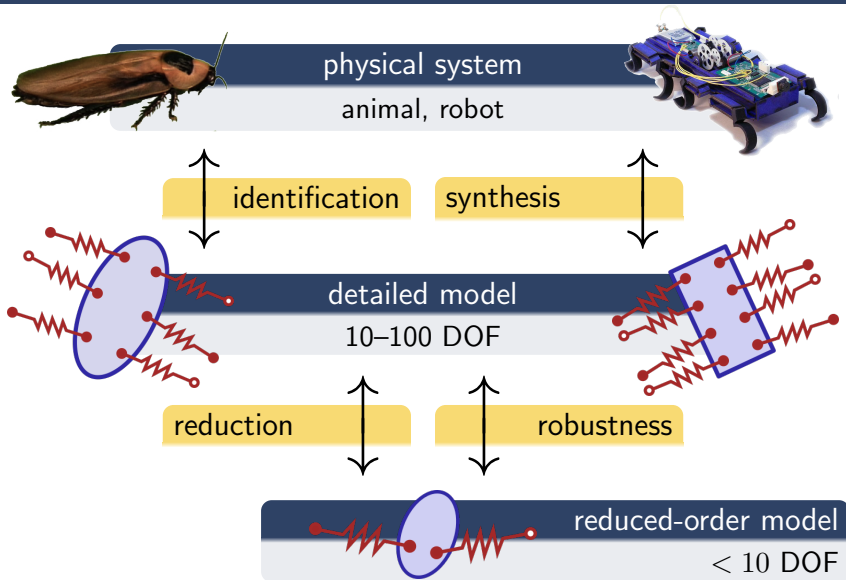 physical system
animal, robot
identification
synthesis
detailed model
10–100 DOF
reduction
robustness
reduced-order model
< 10 DOF